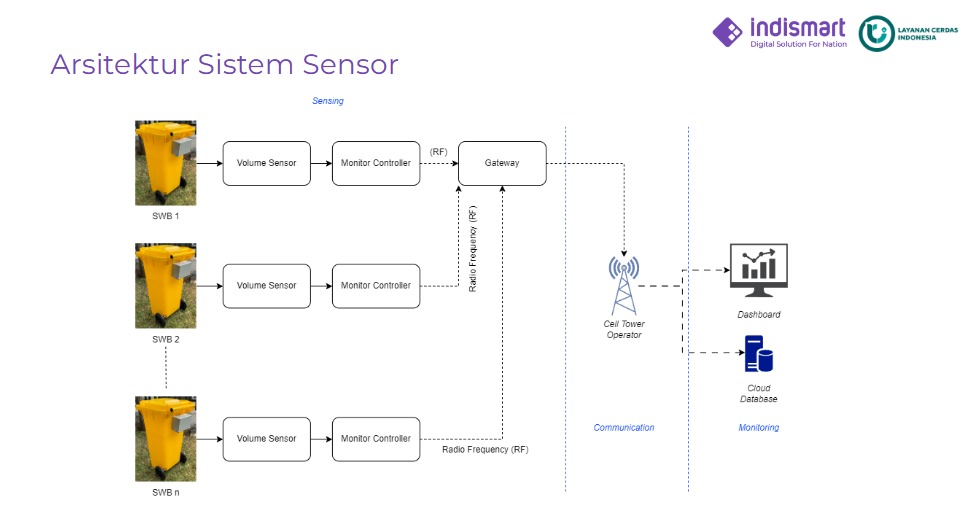 indismart
Digital Solution For Nation
LAYANAN CERDAS
INDONESIA
Arsitektur Sistem Sensor
Sensing
Volume Sensor
Monitor Controller
(RF)
Gateway
SWB 1
Radio Frequency (RF)
Volume Sensor
Monitor Controller
SWB 2
Cell Tower
Operator
Dashboard
Cloud
Database
Volume Sensor
Monitor Controller
Radio Frequency (RF)
SWB n
Communication
Monitoring